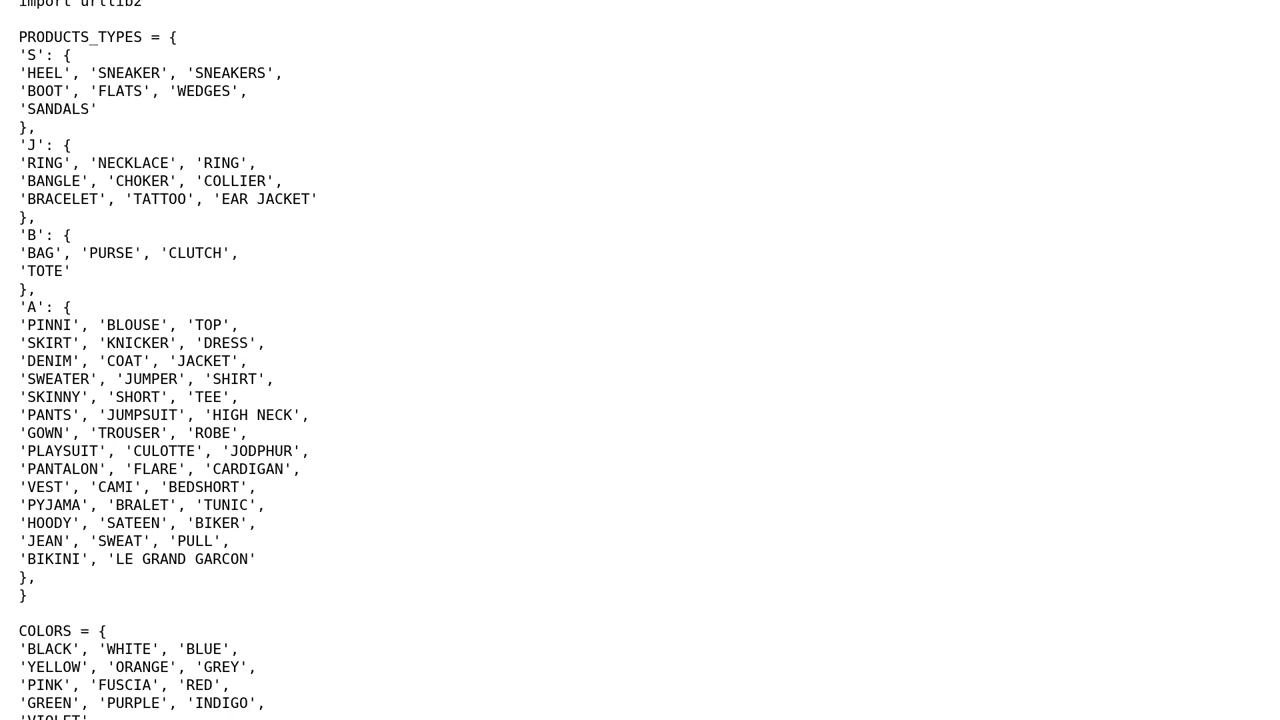 import urllib2
PRODUCTS_TYPES = {
'S': {
'HEEL', 'SNEAKER', 'SNEAKERS',
'BOOT', 'FLATS', 'WEDGES',
'SANDALS'
},
'J': {
'RING', 'NECKLACE', 'RING',
'BANGLE', 'CHOKER', 'COLLIER',
'BRACELET', 'TATTOO', 'EAR JACKET'
},
'B': {
'BAG', 'PURSE', 'CLUTCH',
'TOTE'
},
'A': {
'PINNI', 'BLOUSE', 'TOP',
'SKIRT', 'KNICKER', 'DRESS',
'DENIM', 'COAT', 'JACKET',
'SWEATER', 'JUMPER', 'SHIRT',
'SKINNY', 'SHORT', 'TEE',
'PANTS', 'JUMPSUIT', 'HIGH NECK',
'GOWN', 'TROUSER', 'ROBE',
'PLAYSUIT', 'CULOTTE', 'JODPHUR',
'PANTALON', 'FLARE', 'CARDIGAN',
'VEST', 'CAMI', 'BEDSHORT',
'PYJAMA', 'BRALET', 'TUNIC',
'HOODY', 'SATEEN', 'BIKER',
'JEAN', 'SWEAT', 'PULL',
'BIKINI', 'LE GRAND GARCON'
},
}
COLORS = {
'BLACK', 'WHITE', 'BLUE',
'YELLOW', 'ORANGE', 'GREY',
'PINK', 'FUSCIA', 'RED',
'GREEN', 'PURPLE', 'INDIGO',
'VIOLET'